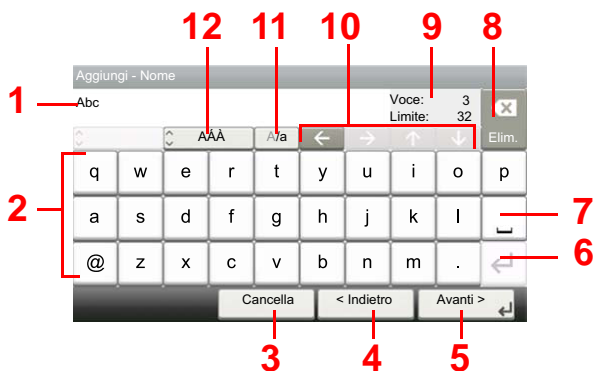 12 11 10 9 8
Aggiungi - Nome
1 Abc Voce: 3
Limite: 32
AÁÀ A/a Elim.
q w e r t y u i o p
2 a s d f g h j k l 7
@ z x c v b n m . 6
Cancella < Indietro Avanti >
3 4 5